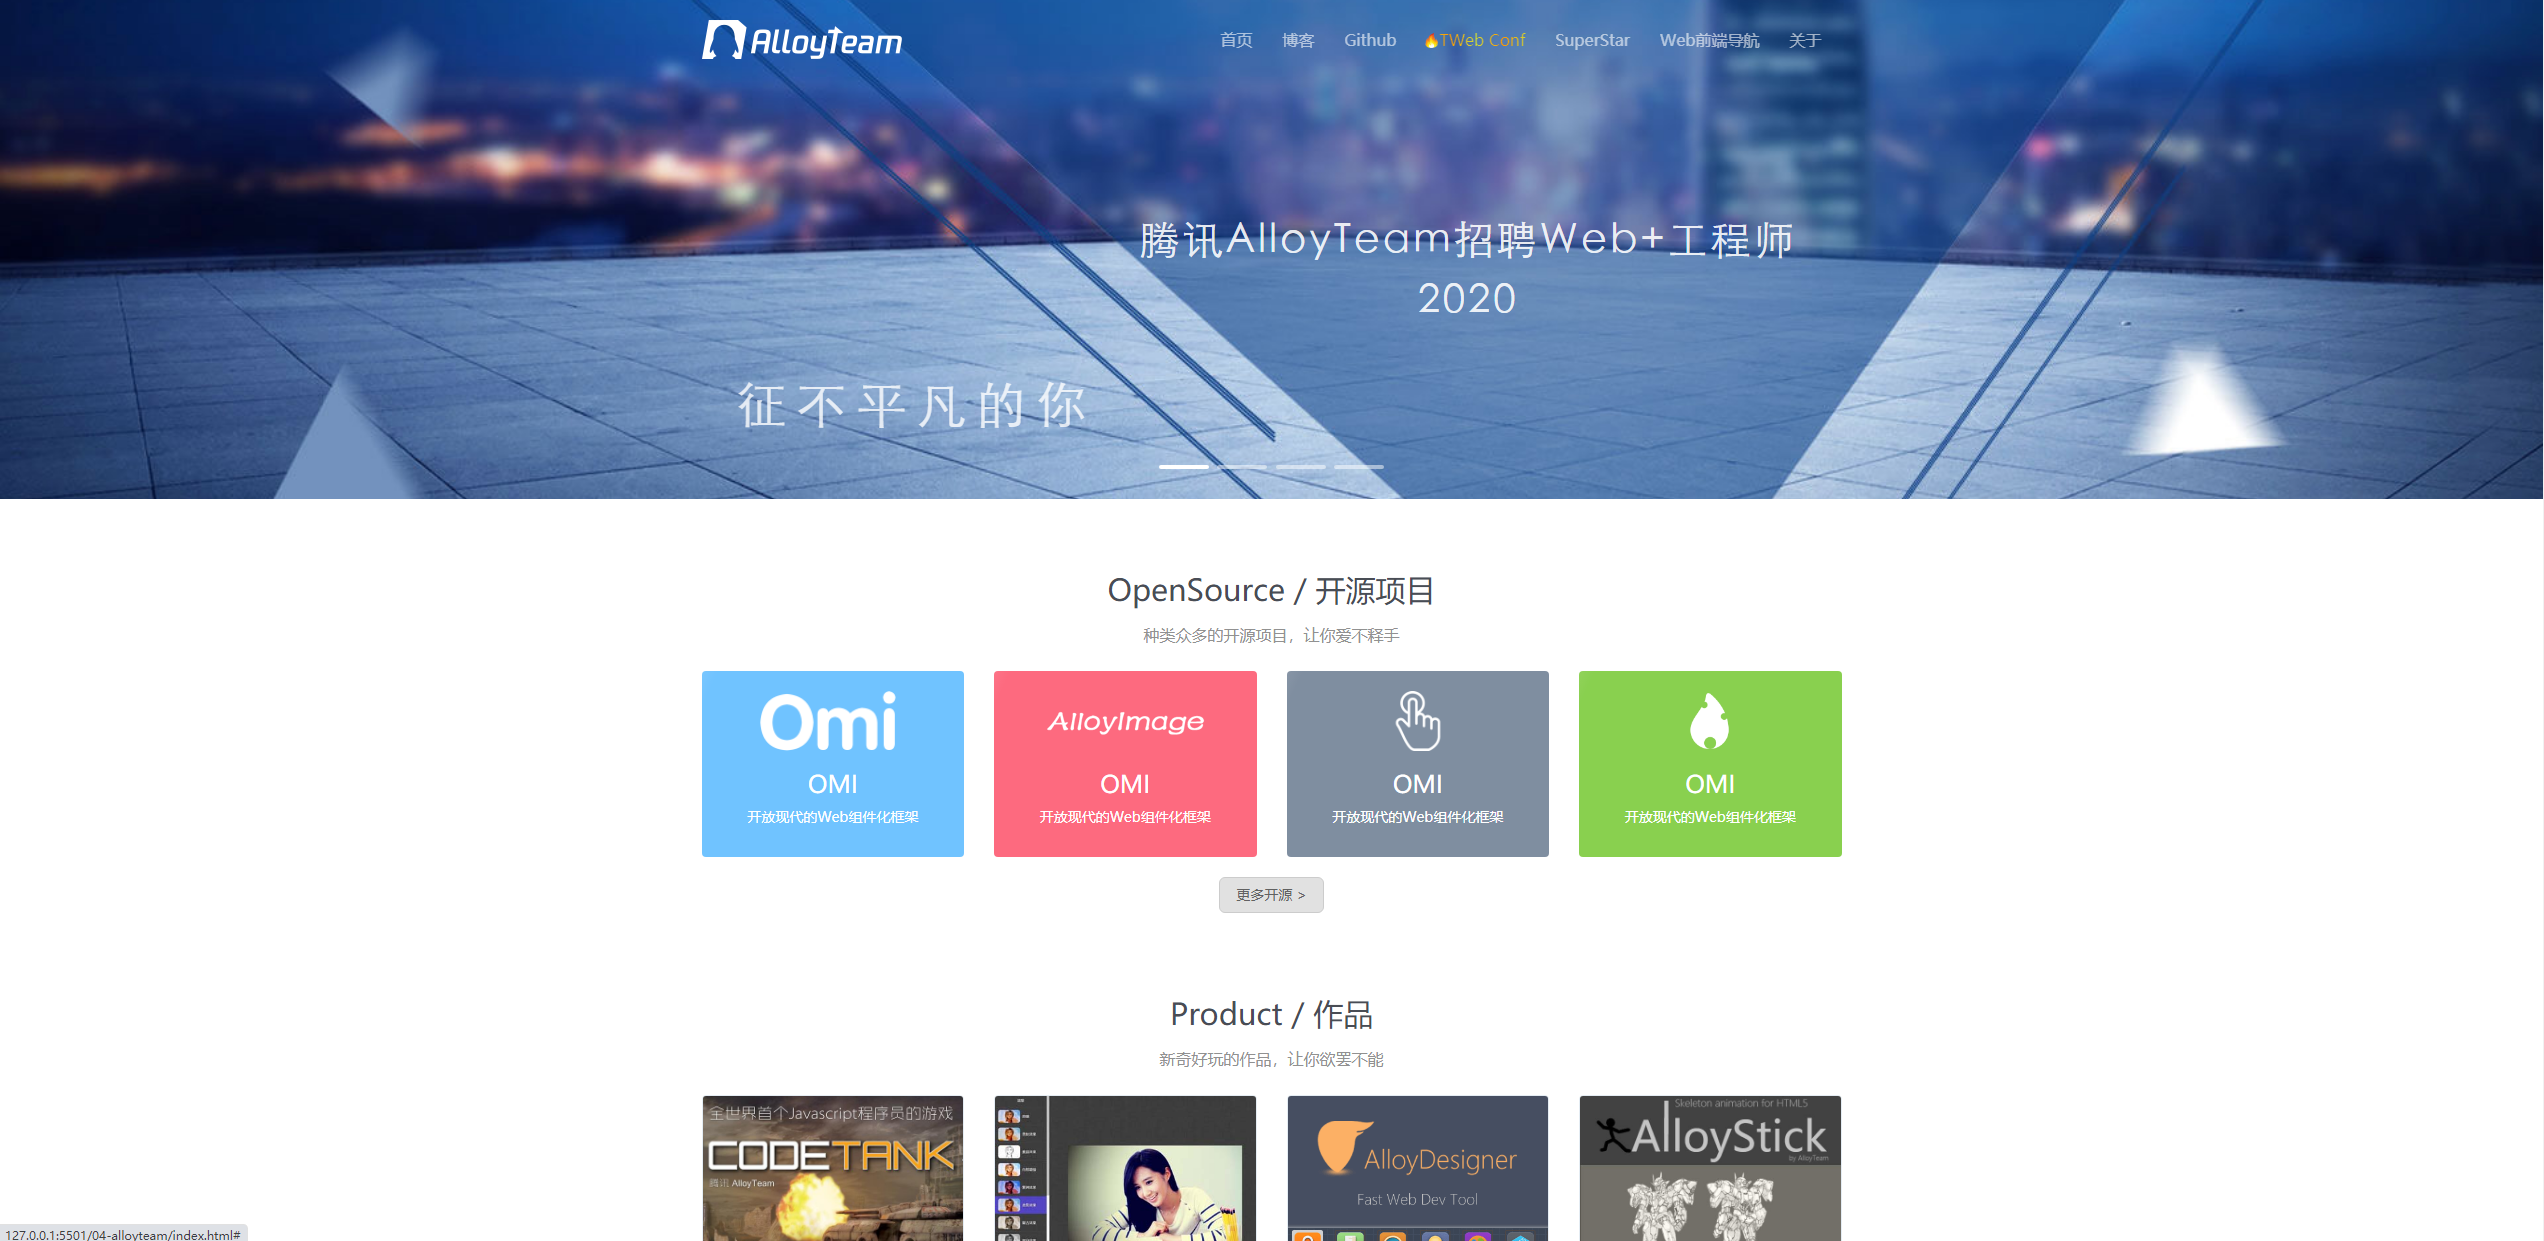 AlloyTeam
首页 博客 Github TWeb Conf SuperStar Web前端导航 关于
腾讯AlloyTeam招聘Web+工程师
2020
征不平凡的你
OpenSource / 开源项目
种类众多的开源项目，让你爱不释手
Omi
OMI
开放现代的Web组件化框架
AlloyImage
OMI
开放现代的Web组件化框架
OMI
开放现代的Web组件化框架
OMI
开放现代的Web组件化框架
更多开源 >
Product / 作品
新奇好玩的作品，让你欲罢不能
全世界首个Javascript程序员的游戏
CODETANK
腾讯 AlloyTeam
AlloyDesigner
Fast Web Dev Tool
Skeleton animation for HTML5
AlloyStick
by AlloyTeam
127.0.0.1:5501/04-alloyteam/index.html#